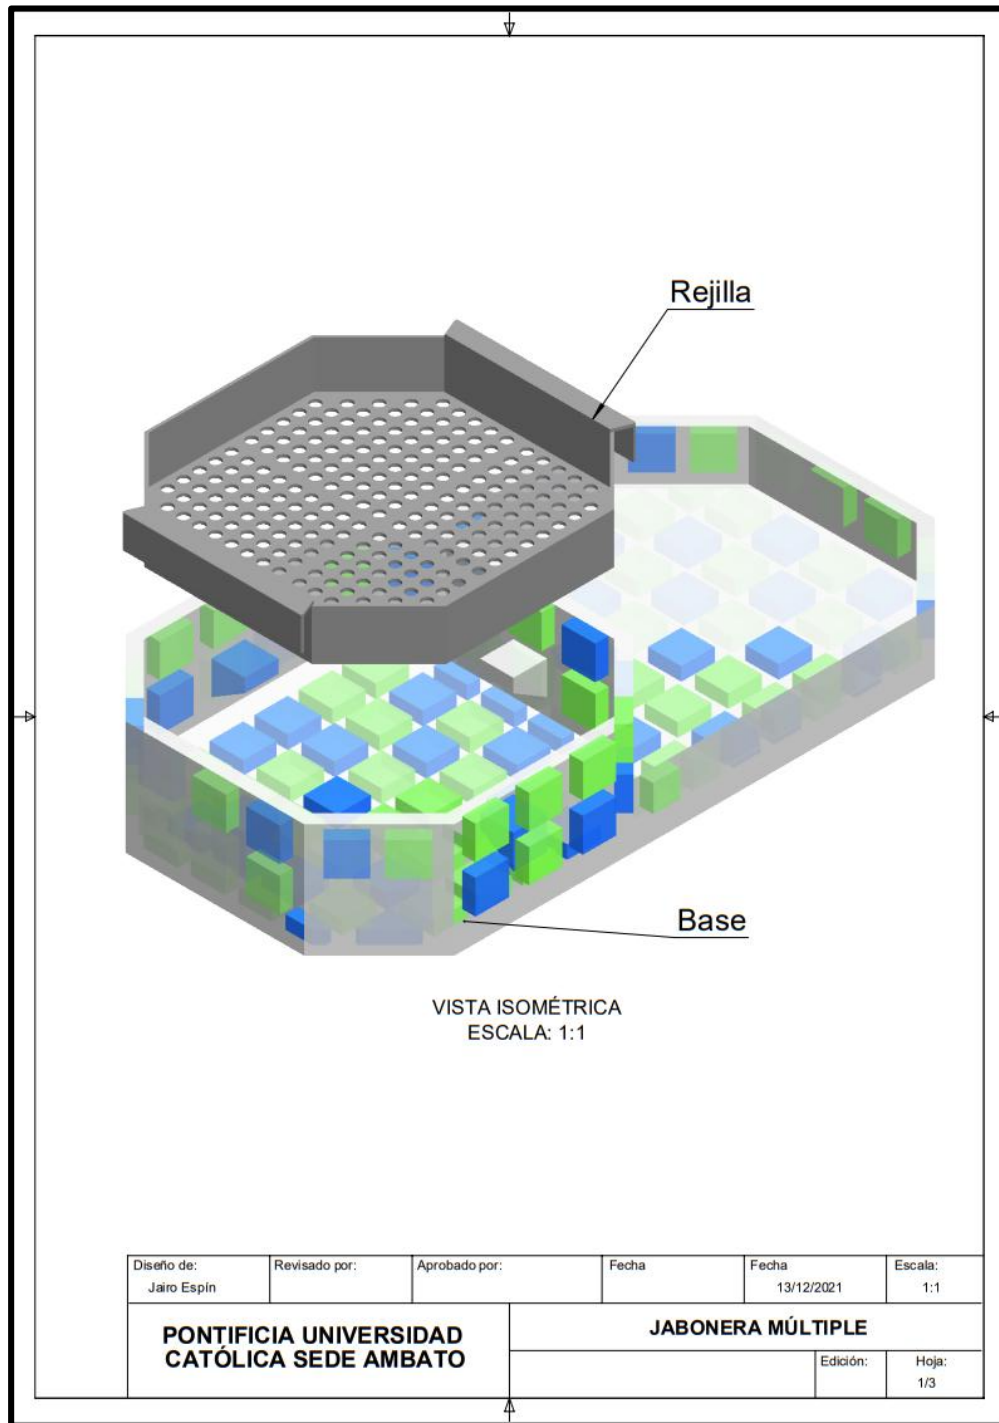 Rejilla
Base
VISTA ISOMÉTRICA
ESCALA: 1:1
Diseño de:
Jairo Espín
Revisado por:
Aprobado por:
Fecha
Fecha
13/12/2021
Escala:
1:1
PONTIFICIA UNIVERSIDAD
CATÓLICA SEDE AMBATO
JABONERA MÚLTIPLE
Edición:
Hoja:
1/3